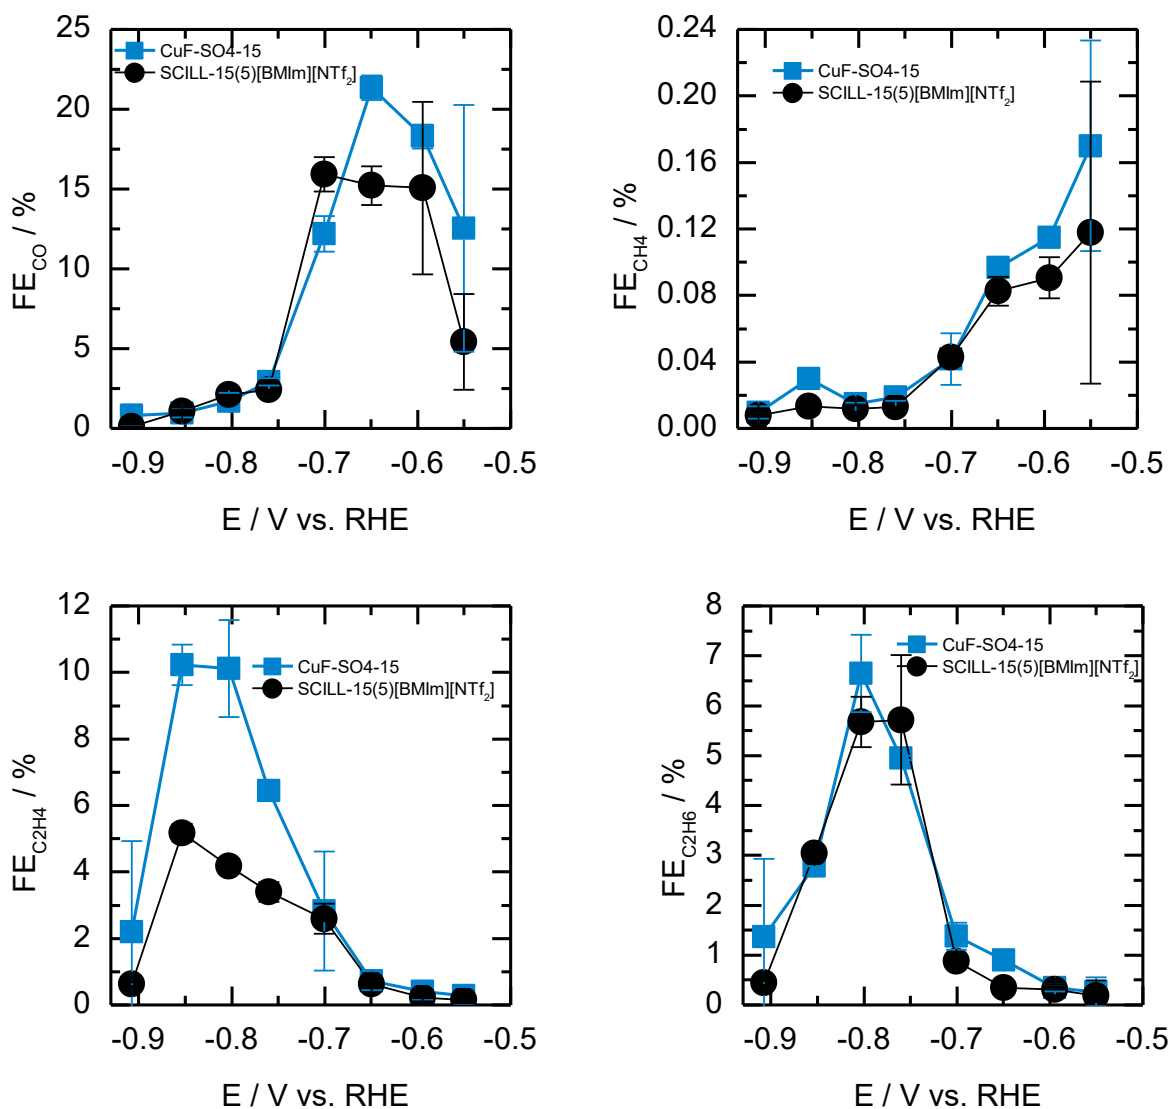 25
20
15
10
5
0
FE_CO / %
CuF-SO4-15
SCILL-15(5)[BMIm][NTf₂]
-0.9 -0.8 -0.7 -0.6 -0.5
E / V vs. RHE
0.24
0.20
0.16
0.12
0.08
0.04
0.00
FE_CH4 / %
CuF-SO4-15
SCILL-15(5)[BMIm][NTf₂]
-0.9 -0.8 -0.7 -0.6 -0.5
E / V vs. RHE
12
10
8
6
4
2
0
FE_C2H4 / %
CuF-SO4-15
SCILL-15(5)[BMIm][NTf₂]
-0.9 -0.8 -0.7 -0.6 -0.5
E / V vs. RHE
8
7
6
5
4
3
2
1
0
FE_C2H6 / %
CuF-SO4-15
SCILL-15(5)[BMIm][NTf₂]
-0.9 -0.8 -0.7 -0.6 -0.5
E / V vs. RHE